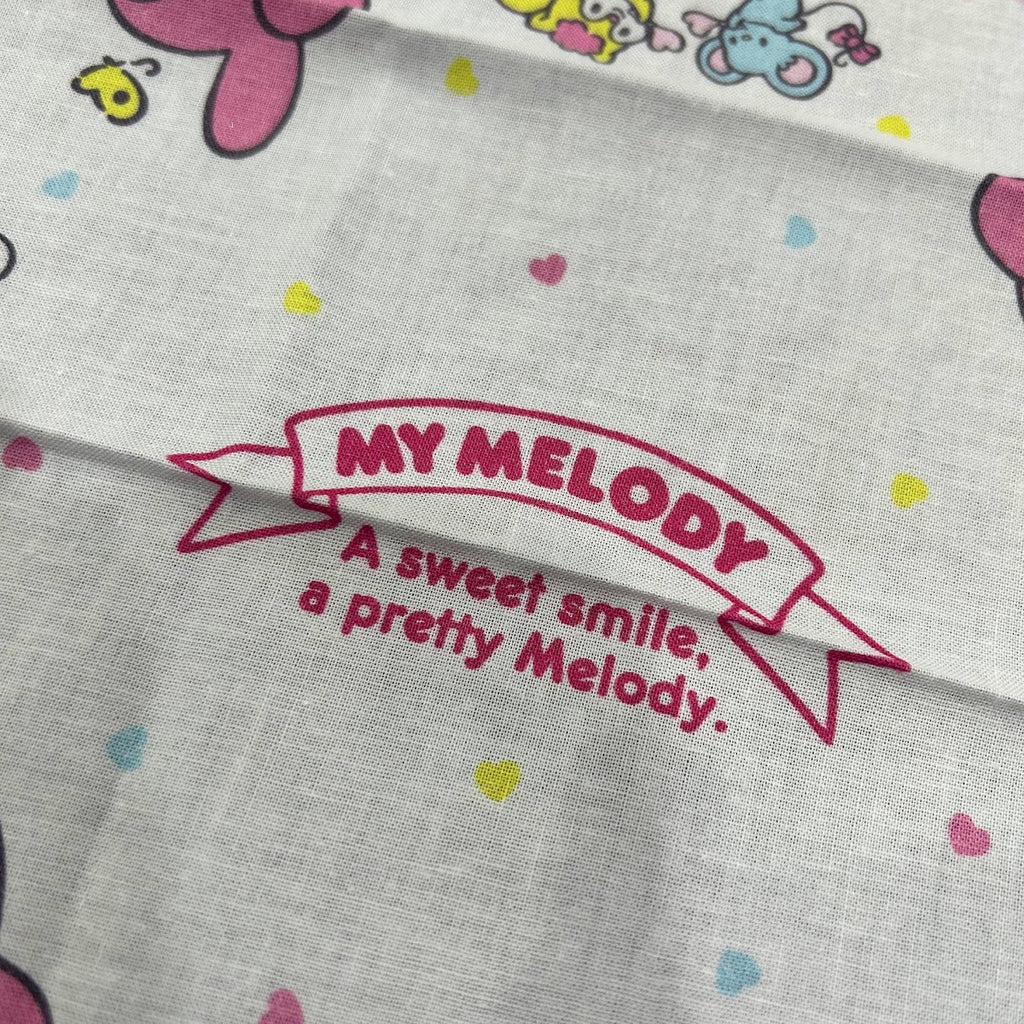 MY MELODY
A sweet smile,
a pretty Melody.